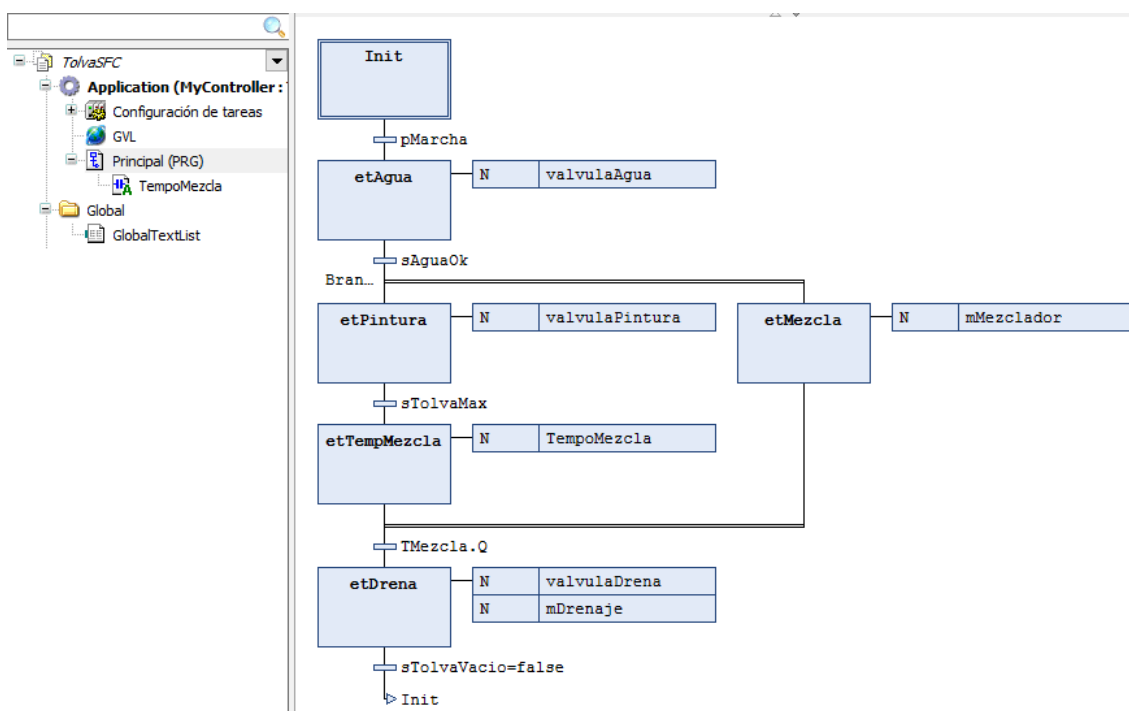 TolvaSFC
Application (MyController :
Configuración de tareas
GVL
Principal (PRG)
TempoMezcla
Global
GlobalTextList
Init
pMarcha
etAgua
N valvulaAgua
sAguaOk
Bran...
etPintura
N valvulaPintura
etMezcla
N mMezclador
sTolvaMax
etTempMezcla
N TempoMezcla
TMezcla.Q
etDrena
N valvulaDrena
N mDrenaje
sTolvaVacio=false
Init